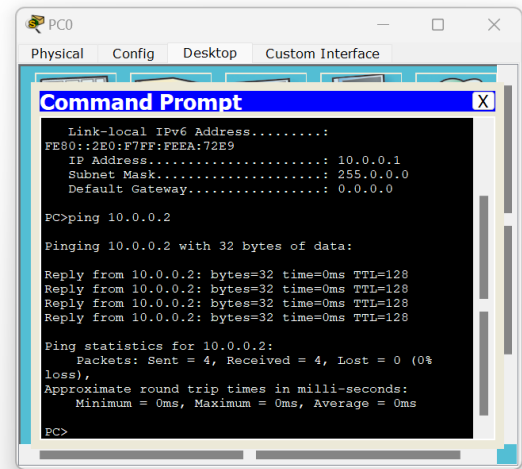 PC0
Physical Config Desktop Custom Interface
Command Prompt X
Link-local IPv6 Address.........:
FE80::2E0:F7FF:FEEA:72E9
IP Address......................: 10.0.0.1
Subnet Mask.....................: 255.0.0.0
Default Gateway.................: 0.0.0.0
PC>ping 10.0.0.2
Pinging 10.0.0.2 with 32 bytes of data:
Reply from 10.0.0.2: bytes=32 time=0ms TTL=128
Reply from 10.0.0.2: bytes=32 time=0ms TTL=128
Reply from 10.0.0.2: bytes=32 time=0ms TTL=128
Reply from 10.0.0.2: bytes=32 time=0ms TTL=128
Ping statistics for 10.0.0.2:
Packets: Sent = 4, Received = 4, Lost = 0 (0%
loss),
Approximate round trip times in milli-seconds:
Minimum = 0ms, Maximum = 0ms, Average = 0ms
PC>